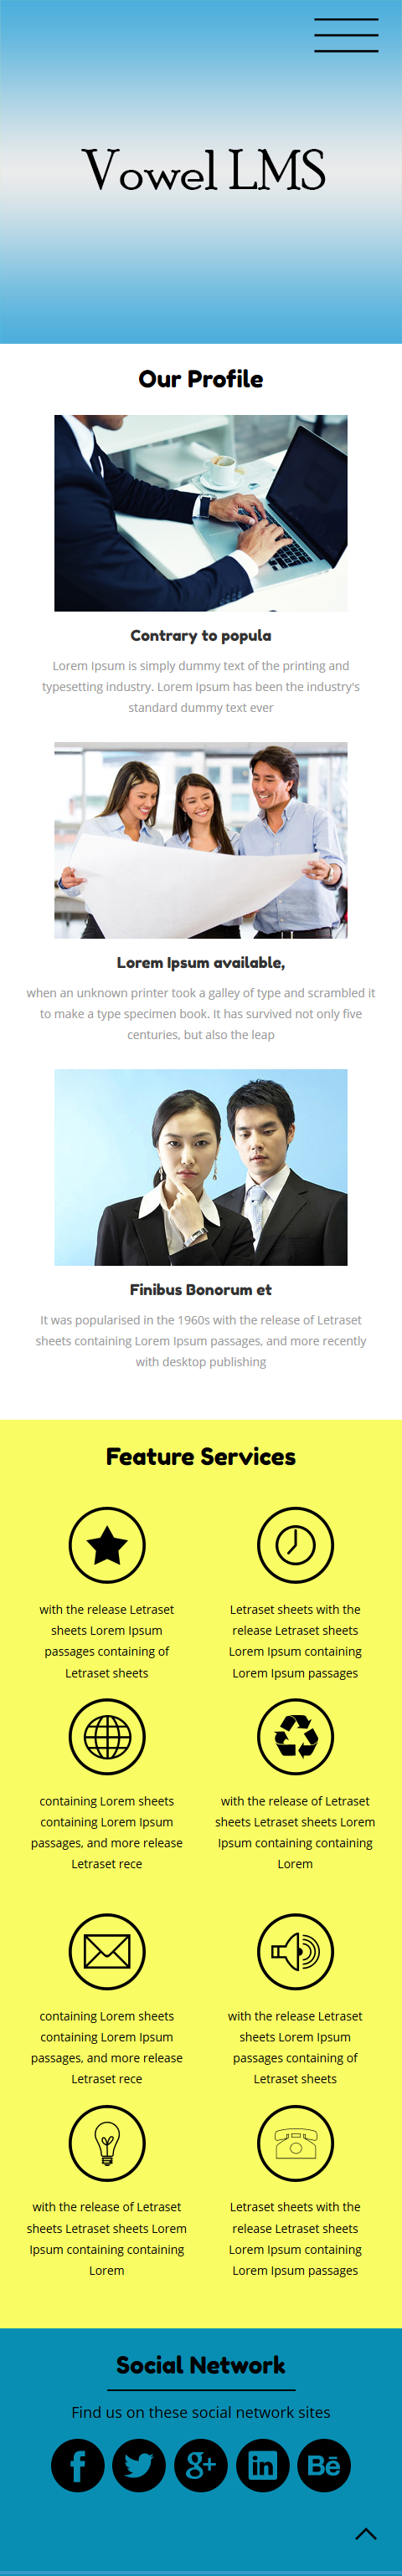 Vowel LMS
Our Profile
Contrary to popula
Lorem Ipsum is simply dummy text of the printing and
typesetting industry. Lorem Ipsum has been the industry's
standard dummy text ever
Lorem Ipsum available,
when an unknown printer took a galley of type and scrambled it
to make a type specimen book. It has survived not only five
centuries, but also the leap
Finibus Bonorum et
It was popularised in the 1960s with the release of Letraset
sheets containing Lorem Ipsum passages, and more recently
with desktop publishing
Feature Services
with the release Letraset
sheets Lorem Ipsum
passages containing of
Letraset sheets
Letraset sheets with the
release Letraset sheets
Lorem Ipsum containing
Lorem Ipsum passages
containing Lorem sheets
containing Lorem Ipsum
passages, and more release
Letraset rece
with the release of Letraset
sheets Letraset sheets Lorem
Ipsum containing containing
Lorem
containing Lorem sheets
containing Lorem Ipsum
passages, and more release
Letraset rece
with the release Letraset
sheets Lorem Ipsum
passages containing of
Letraset sheets
with the release of Letraset
sheets Letraset sheets Lorem
Ipsum containing containing
Lorem
Letraset sheets with the
release Letraset sheets
Lorem Ipsum containing
Lorem Ipsum passages
Social Network
Find us on these social network sites
f g+ in Bē